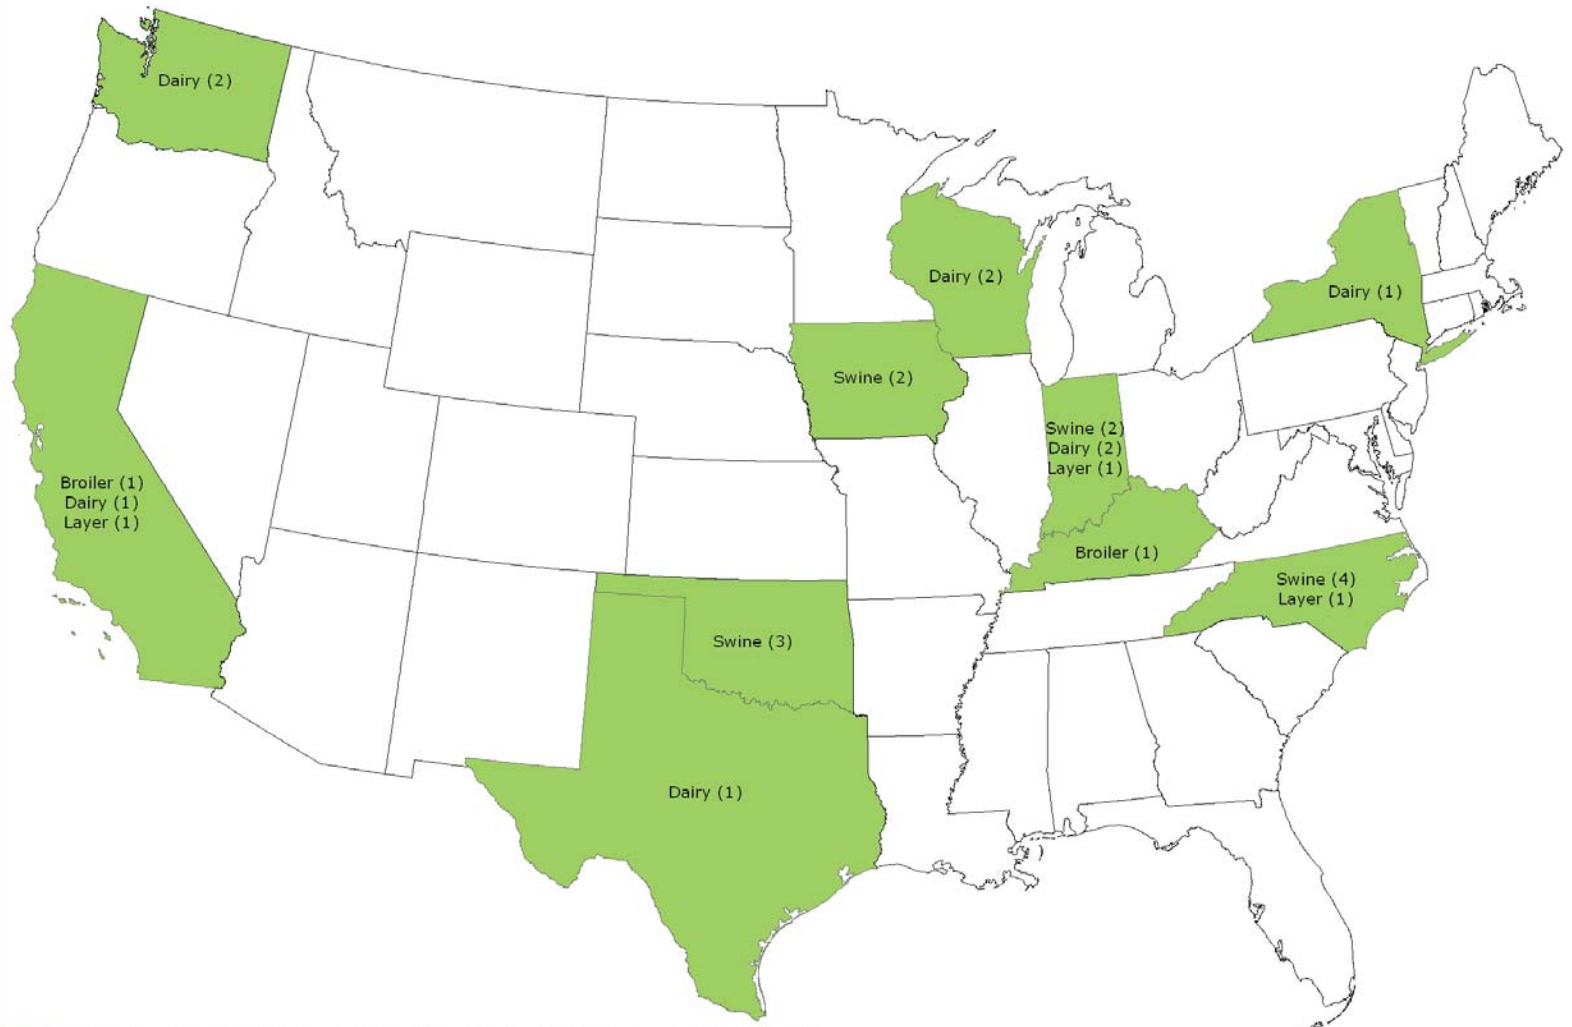 Dairy (2)
Dairy (2)
Dairy (1)
Swine (2)
Swine (2)
Dairy (2)
Layer (1)
Broiler (1)
Dairy (1)
Layer (1)
Broiler (1)
Swine (4)
Layer (1)
Swine (3)
Dairy (1)